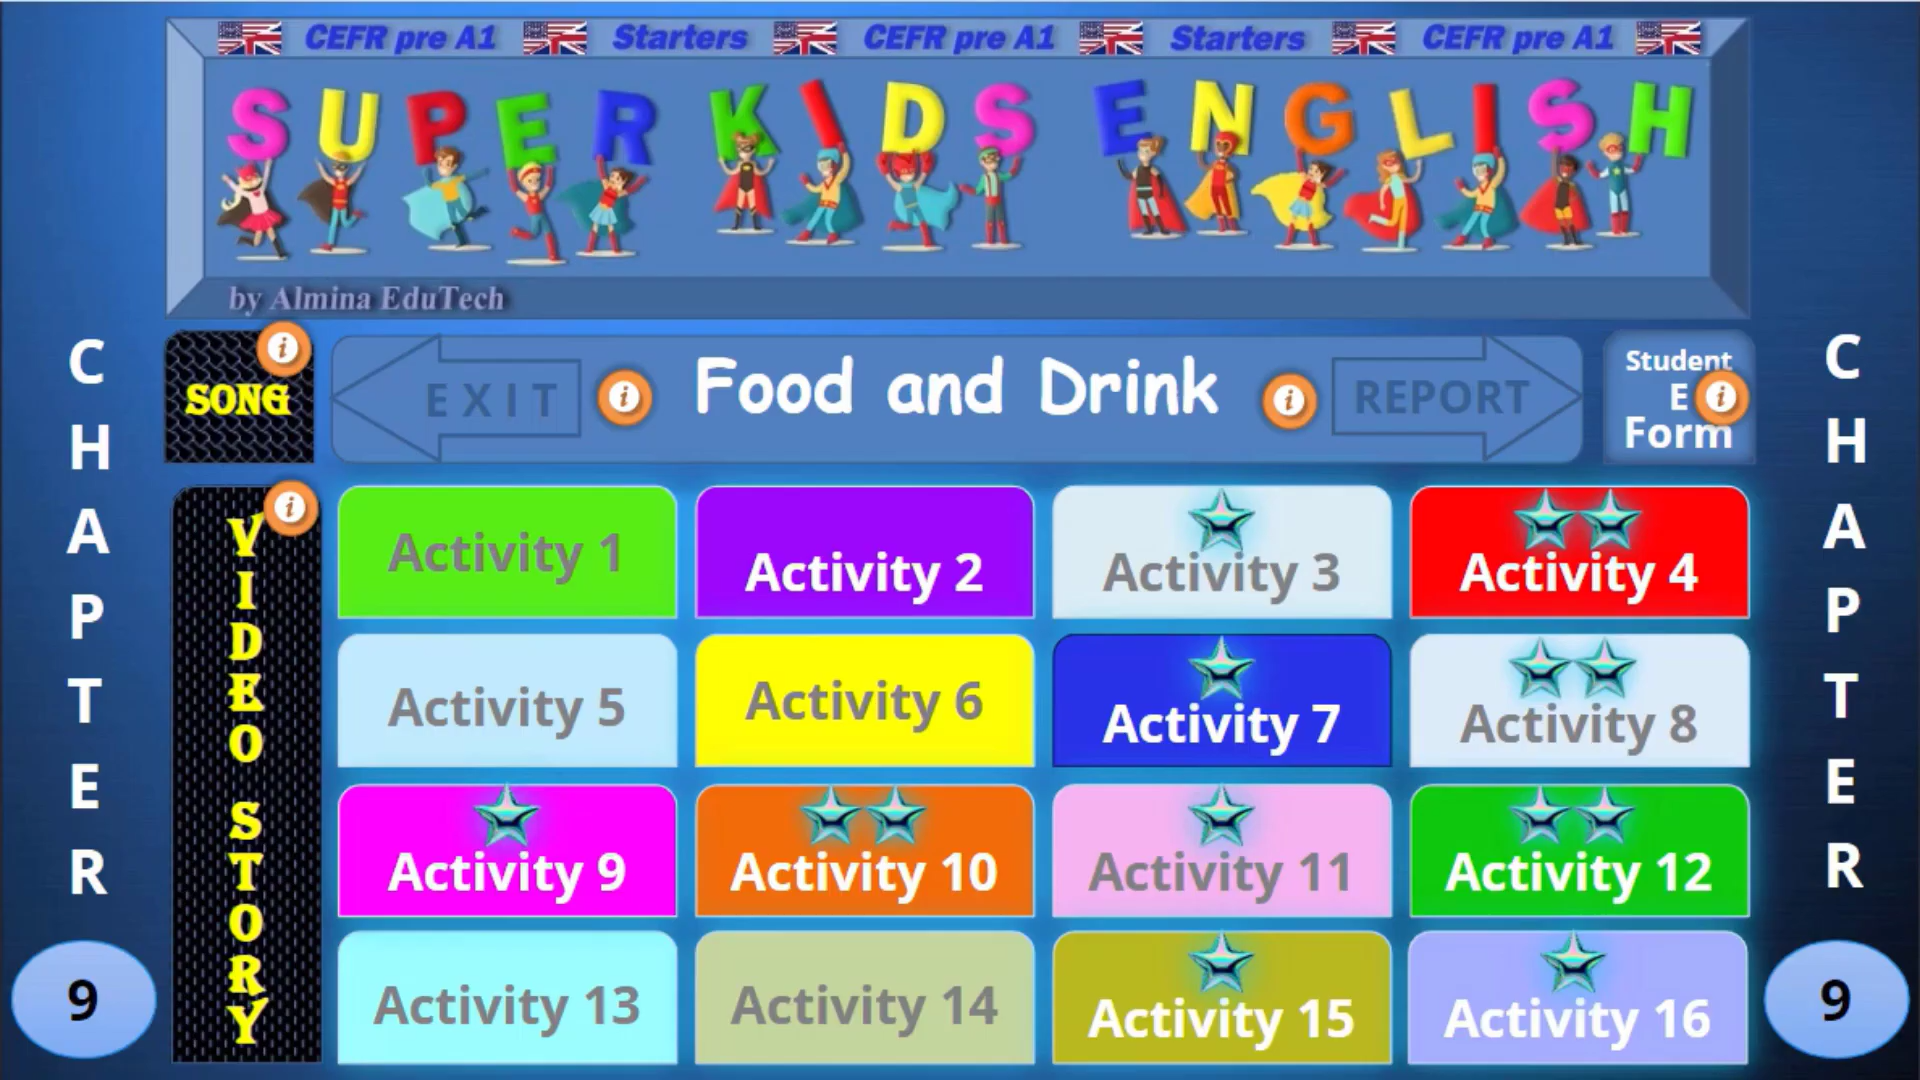 CEFR pre A1 Starters CEFR pre A1 Starters CEFR pre A1
SUPER KIDS ENGLISH
by Almina EduTech
SONG
EXIT
Food and Drink
REPORT
Student
E
Form
CHAPTER
9
VIDEO STORY
Activity 1
Activity 2
Activity 3
Activity 4
Activity 5
Activity 6
Activity 7
Activity 8
Activity 9
Activity 10
Activity 11
Activity 12
Activity 13
Activity 14
Activity 15
Activity 16
CHAPTER
9